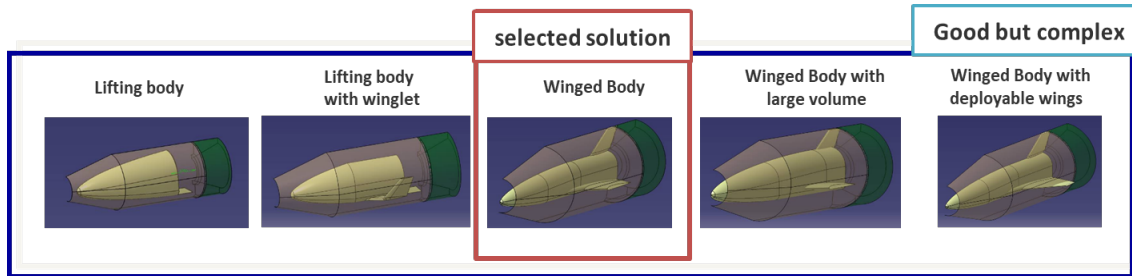 selected solution
Good but complex
Lifting body
Lifting body
with winglet
Winged Body
Winged Body with
large volume
Winged Body with
deployable wings